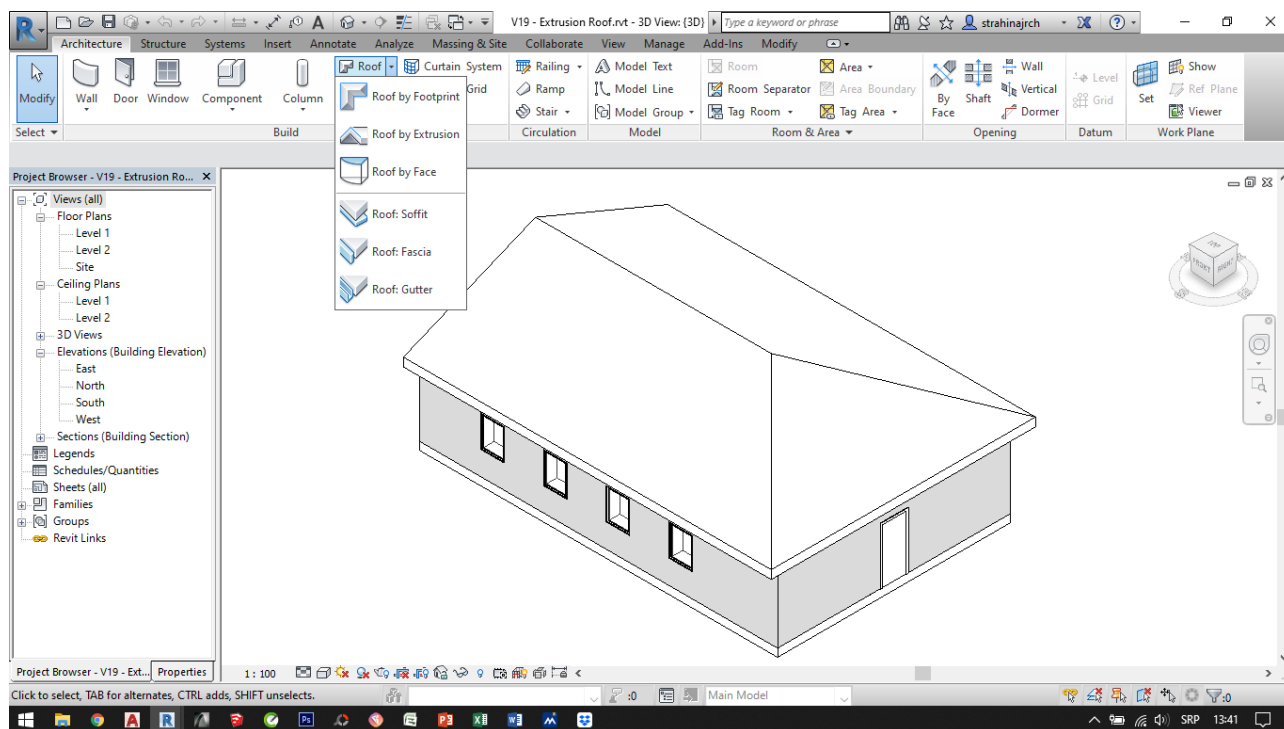 V19 - Extrusion Roof.rvt - 3D View: {3D}
Type a keyword or phrase
strahinajrch
Architecture Structure Systems Insert Annotate Analyze Massing & Site Collaborate View Manage Add-Ins Modify
Modify
Wall
Door
Window
Component
Column
Roof
Curtain System
Grid
Railing
Ramp
Stair
Model Text
Model Line
Model Group
Room
Room Separator
Tag Room
Area
Area Boundary
Tag Area
By Face
Shaft
Wall
Vertical
Dormer
Level
Grid
Set
Show
Ref Plane
Viewer
Select
Build
Circulation
Model
Room & Area
Opening
Datum
Work Plane
Roof by Footprint
Roof by Extrusion
Roof by Face
Roof: Soffit
Roof: Fascia
Roof: Gutter
Project Browser - V19 - Extrusion Ro...
Views (all)
Floor Plans
Level 1
Level 2
Site
Ceiling Plans
Level 1
Level 2
3D Views
Elevations (Building Elevation)
East
North
South
West
Sections (Building Section)
Legends
Schedules/Quantities
Sheets (all)
Families
Groups
Revit Links
TOP
FRONT
RIGHT
Project Browser - V19 - Ext...
Properties
1 : 100
Click to select, TAB for alternates, CTRL adds, SHIFT unselects.
:0
Main Model
:0
SRP
13:41